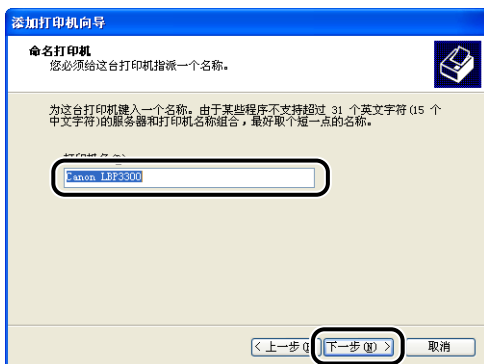 添加打印机向导
命名打印机
您必须给这台打印机指派一个名称。
为这台打印机键入一个名称。由于某些程序不支持超过 31 个英文字符(15 个
中文字符)的服务器和打印机名称组合，最好取个短一点的名称。
Canon LBP3300
< 上一步(B) 下一步(N) > 取消